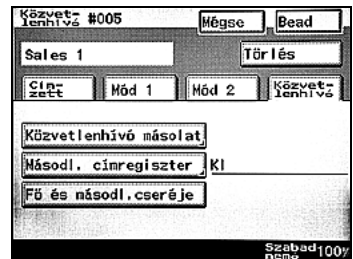 Közvet-
lenhívó #005
Mégse
Bead
Sales 1
Törlés
Cím-
zett
Mód 1
Mód 2
Közvet-
lenhívó
Közvetlenhívó másolat
Másodl. címregiszter
KI
Fő és másodl.cseréje
Szabad 100%